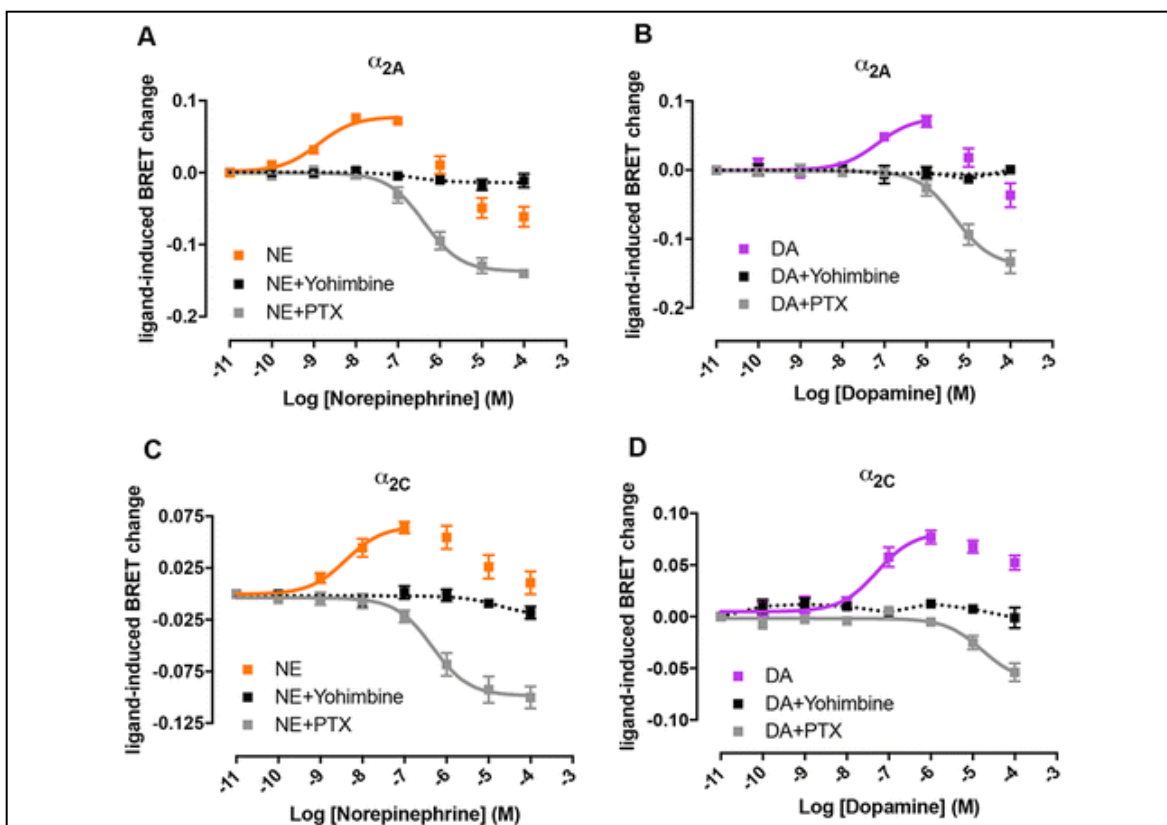 A
α2A
ligand-induced BRET change
0.1
0.0
-0.1
-0.2
NE
NE+Yohimbine
NE+PTX
-11 -10 -9 -8 -7 -6 -5 -4 -3
Log [Norepinephrine] (M)
B
α2A
ligand-induced BRET change
0.1
0.0
-0.1
-0.2
DA
DA+Yohimbine
DA+PTX
-11 -10 -9 -8 -7 -6 -5 -4 -3
Log [Dopamine] (M)
C
α2C
ligand-induced BRET change
0.075
0.025
-0.025
-0.075
-0.125
NE
NE+Yohimbine
NE+PTX
-11 -10 -9 -8 -7 -6 -5 -4 -3
Log [Norepinephrine] (M)
D
α2C
ligand-induced BRET change
0.10
0.05
0.00
-0.05
-0.10
DA
DA+Yohimbine
DA+PTX
-11 -10 -9 -8 -7 -6 -5 -4 -3
Log [Dopamine] (M)